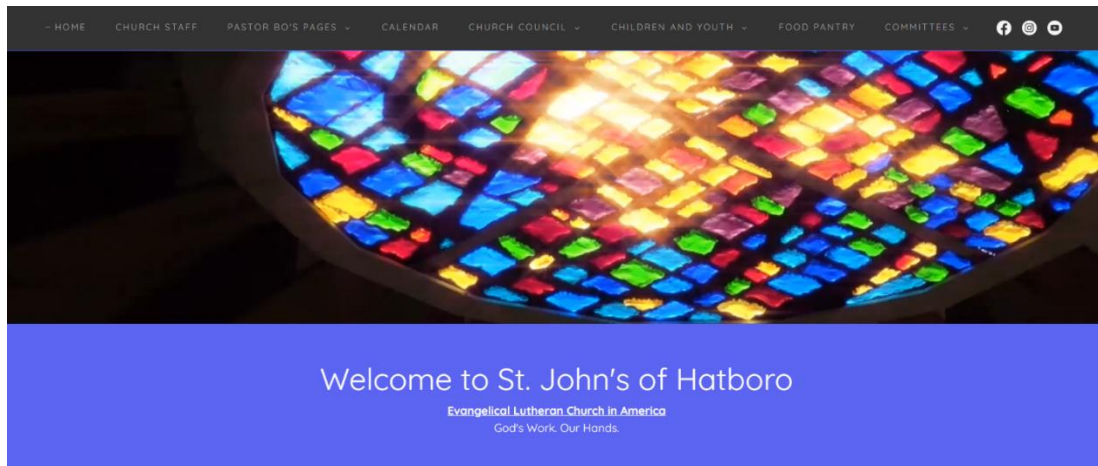 – HOME CHURCH STAFF PASTOR BO'S PAGES CALENDAR CHURCH COUNCIL CHILDREN AND YOUTH FOOD PANTRY COMMITTEES
Welcome to St. John's of Hatboro
Evangelical Lutheran Church in America
God's Work. Our Hands.